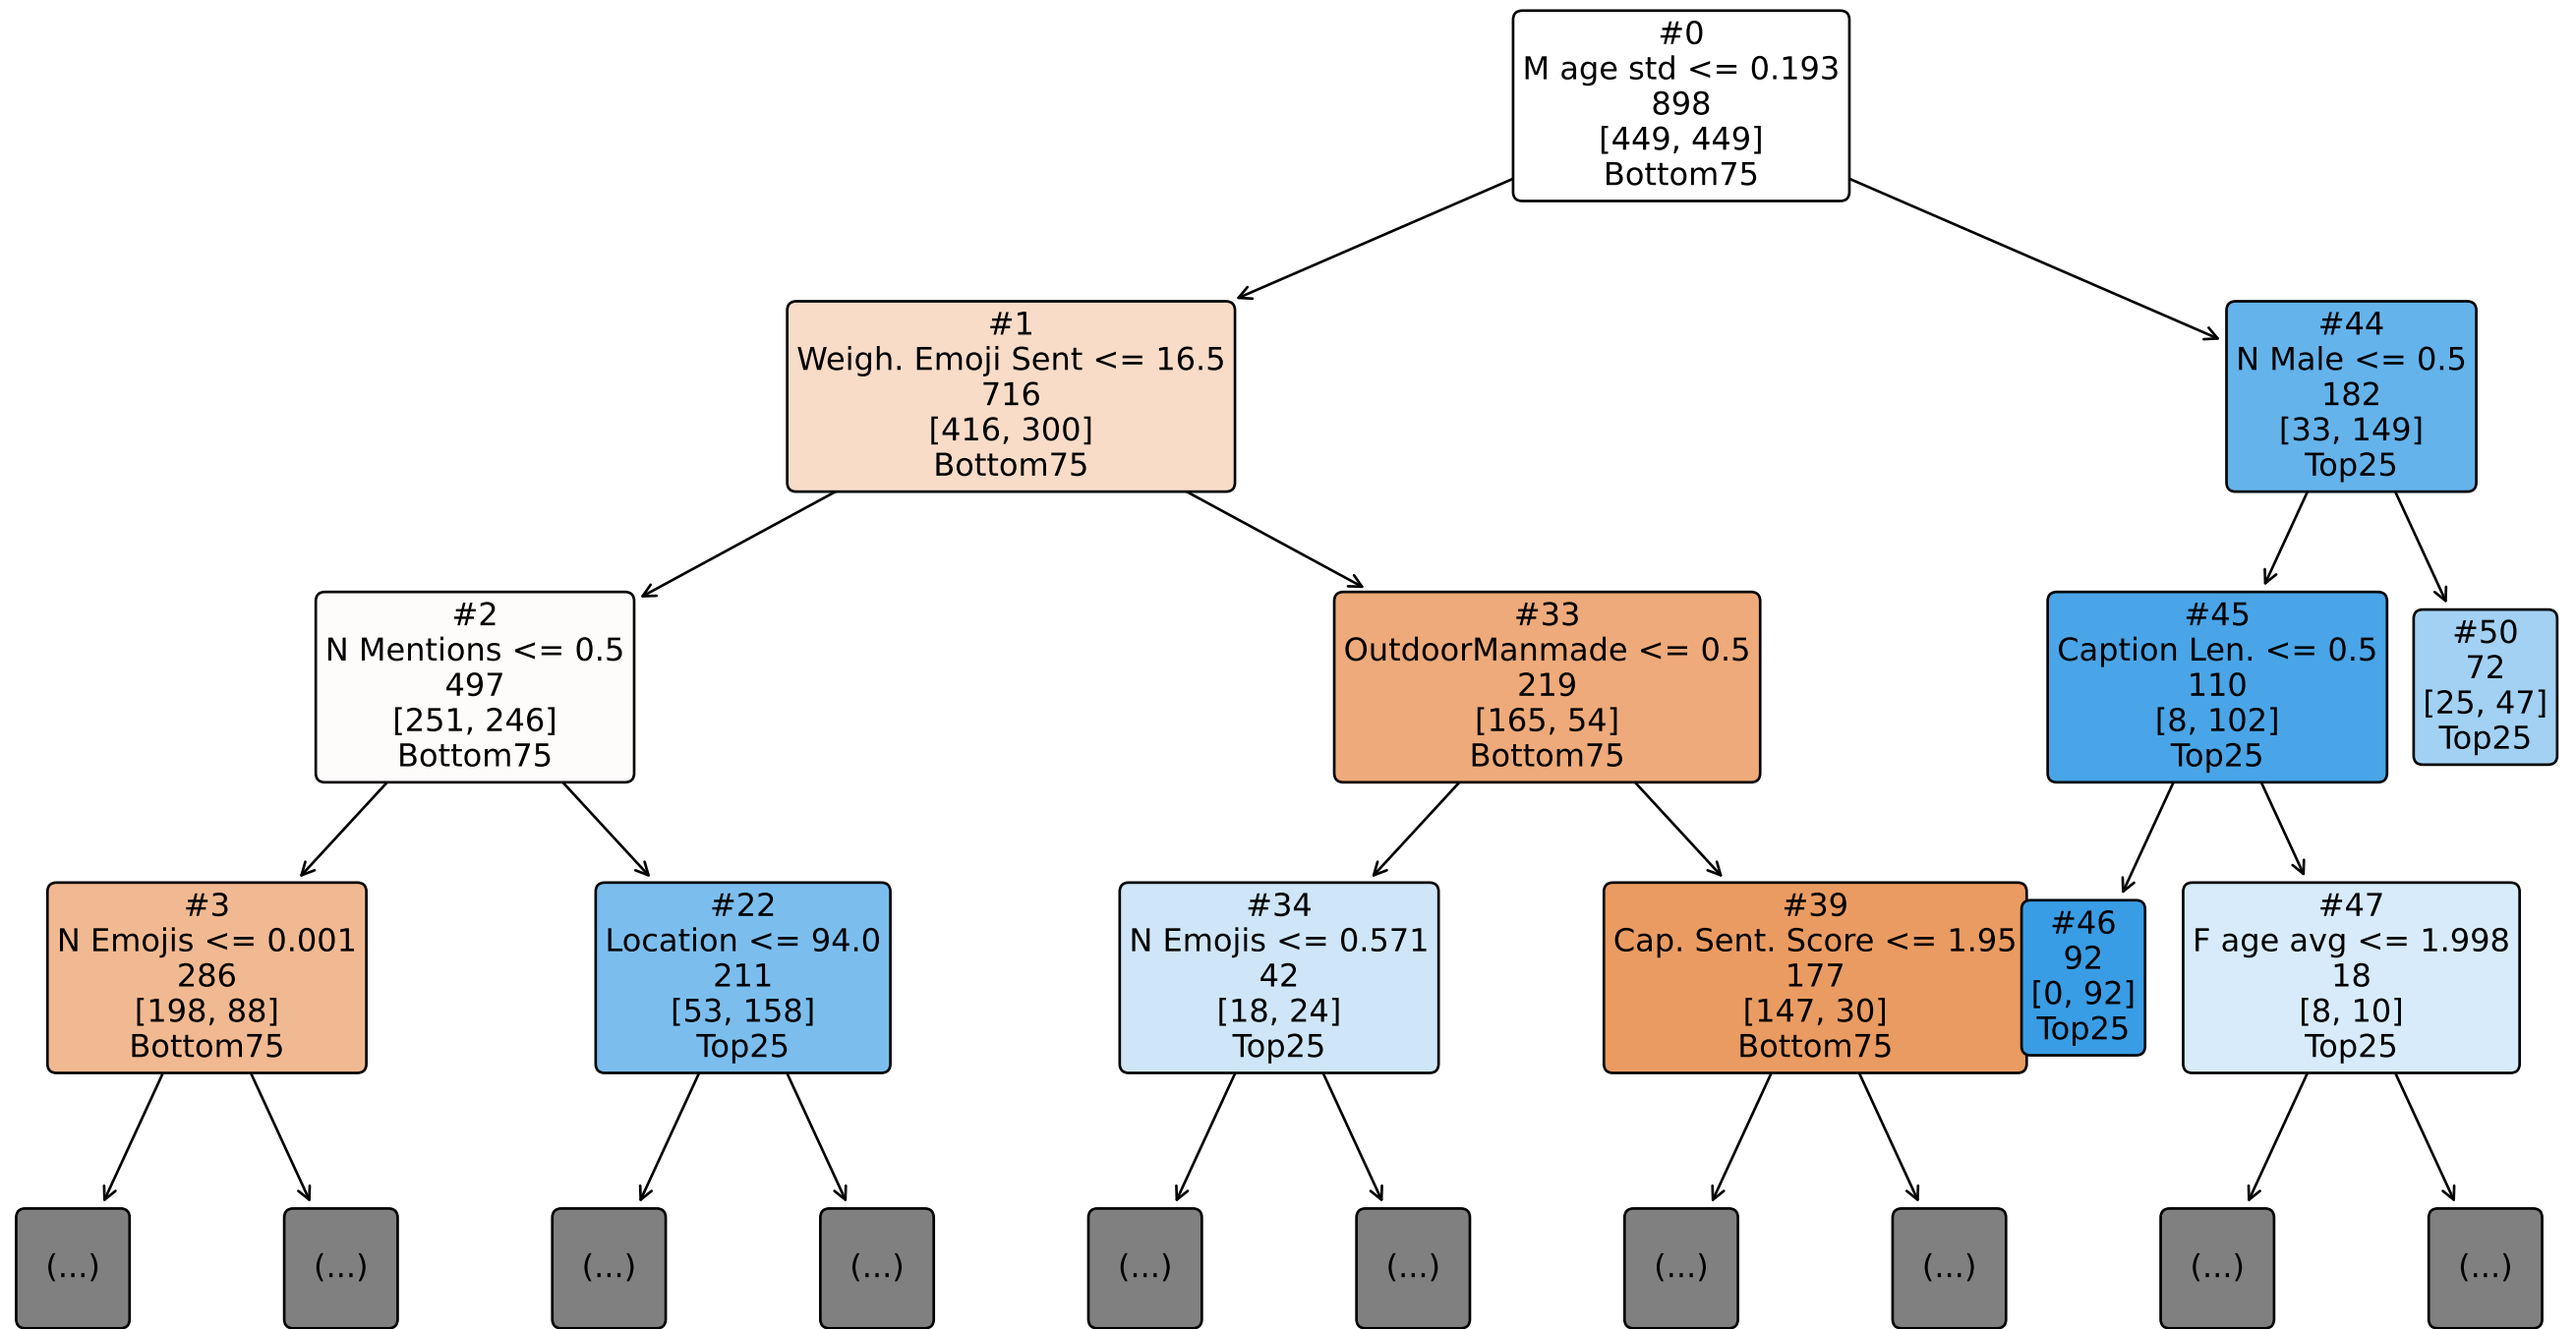 #0
M age std <= 0.193
898
[449, 449]
Bottom75
#1
Weigh. Emoji Sent <= 16.5
716
[416, 300]
Bottom75
#44
N Male <= 0.5
182
[33, 149]
Top25
#2
N Mentions <= 0.5
497
[251, 246]
Bottom75
#33
OutdoorManmade <= 0.5
219
[165, 54]
Bottom75
#45
Caption Len. <= 0.5
110
[8, 102]
Top25
#50
72
[25, 47]
Top25
#3
N Emojis <= 0.001
286
[198, 88]
Bottom75
#22
Location <= 94.0
211
[53, 158]
Top25
#34
N Emojis <= 0.571
42
[18, 24]
Top25
#39
Cap. Sent. Score <= 1.95
177
[147, 30]
Bottom75
#46
92
[0, 92]
Top25
#47
F age avg <= 1.998
18
[8, 10]
Top25
(...)
(...)
(...)
(...)
(...)
(...)
(...)
(...)
(...)
(...)